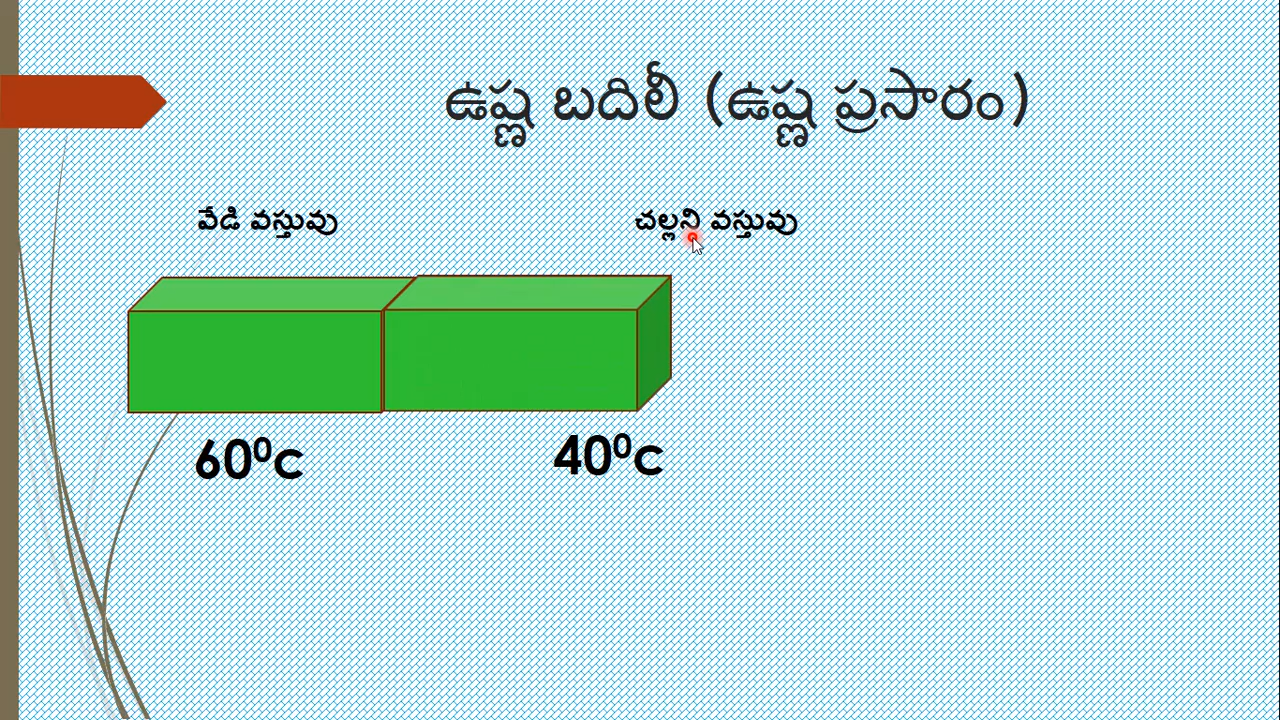 ఉష్ణ బదిలీ (ఉష్ణ ప్రసారం)
వేడి వస్తువు చల్లని వస్తువు
60⁰c 40⁰c